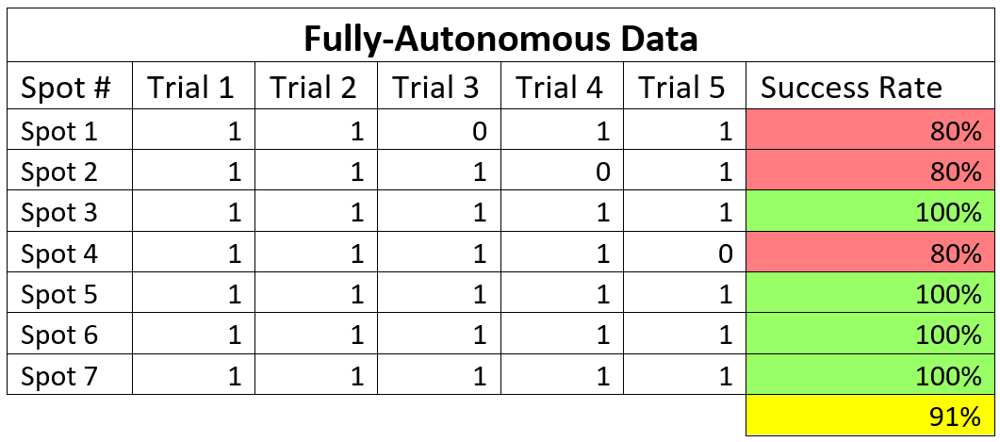 Fully-Autonomous Data
Spot # Trial 1 Trial 2 Trial 3 Trial 4 Trial 5 Success Rate
Spot 1 1 1 0 1 1 80%
Spot 2 1 1 1 0 1 80%
Spot 3 1 1 1 1 1 100%
Spot 4 1 1 1 1 0 80%
Spot 5 1 1 1 1 1 100%
Spot 6 1 1 1 1 1 100%
Spot 7 1 1 1 1 1 100%
91%